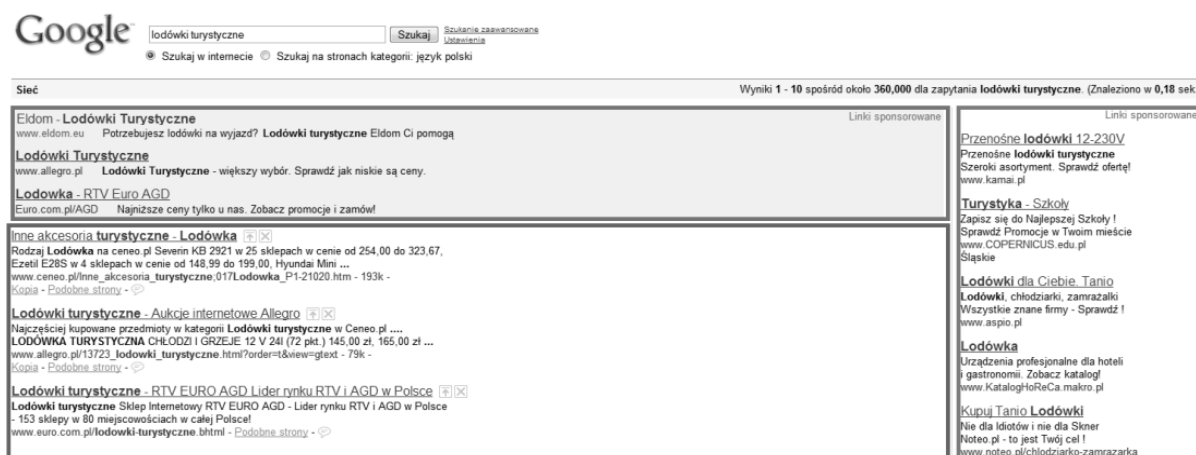 Google
lodówki turystyczne
Szukaj
Szukanie zaawansowane
Ustawienia
Szukaj w internecie Szukaj na stronach kategorii: język polski
Sieć
Wyniki 1 - 10 spośród około 360,000 dla zapytania lodówki turystyczne. (Znaleziono w 0,18 sek
Eldom - Lodówki Turystyczne
Linki sponsorowane
www.eldom.eu Potrzebujesz lodówki na wyjazd? Lodówki turystyczne Eldom Ci pomogą
Lodówki Turystyczne
www.allegro.pl Lodówki Turystyczne - większy wybór. Sprawdź jak niskie są ceny.
Lodowka - RTV Euro AGD
Euro.com.pl/AGD Najniższe ceny tylko u nas. Zobacz promocje i zamów!
Inne akcesoria turystyczne - Lodówka
Rodzaj Lodówka na ceneo.pl Severin KB 2921 w 25 sklepach w cenie od 254,00 do 323,67,
Ezetil E28S w 4 sklepach w cenie od 148,99 do 199,00, Hyundai Mini ...
www.ceneo.pl/Inne_akcesoria_turystyczne;017Lodowka_P1-21020.htm - 193k -
Kopia - Podobne strony -
Lodówki turystyczne - Aukcje internetowe Allegro
Najczęściej kupowane przedmioty w kategorii Lodówki turystyczne w Ceneo.pl ....
LODÓWKA TURYSTYCZNA CHŁODZI I GRZEJE 12 V 24l (72 pkt.) 145,00 zł, 165,00 zł ...
www.allegro.pl/13723_lodowki_turystyczne.html?order=t&view=gtext - 79k -
Kopia - Podobne strony -
Lodówki turystyczne - RTV EURO AGD Lider rynku RTV i AGD w Polsce
Lodówki turystyczne Sklep Internetowy RTV EURO AGD - Lider rynku RTV i AGD w Polsce
- 153 sklepy w 80 miejscowościach w całej Polsce!
www.euro.com.pl/lodowki-turystyczne.bhtml - Podobne strony -
Linki sponsorowane
Przenośne lodówki 12-230V
Przenośne lodówki turystyczne
Szeroki asortyment. Sprawdź ofertę!
www.kamai.pl
Turystyka - Szkoły
Zapisz się do Najlepszej Szkoły !
Sprawdź Promocje w Twoim mieście
www.COPERNICUS.edu.pl
Śląskie
Lodówki dla Ciebie. Tanio
Lodówki, chłodziarki, zamrażalki
Wszystkie znane firmy - Sprawdź !
www.aspio.pl
Lodówka
Urządzenia profesjonalne dla hoteli
i gastronomii. Zobacz katalog!
www.KatalogHoReCa.makro.pl
Kupuj Tanio Lodówki
Nie dla Idiotów i nie dla Skner
Noteo.pl - to jest Twój cel !
www.noteo.pl/chlodziarko-zamrazarka